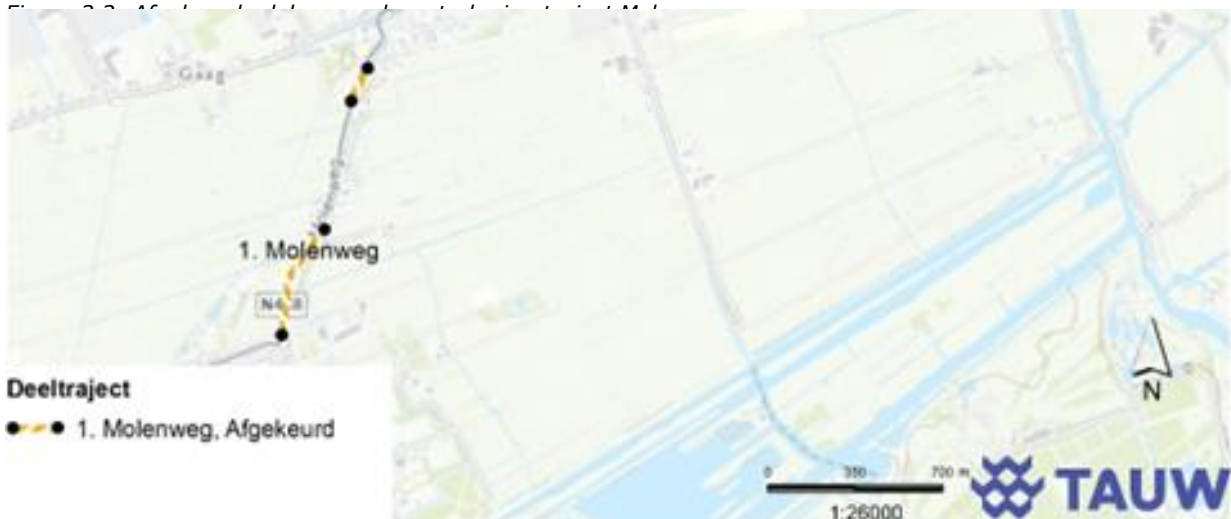 Gaag
1. Molenweg
Deeltraject
1. Molenweg, Afgekeurd
N
0 350 700 m
1:26000
TAUW